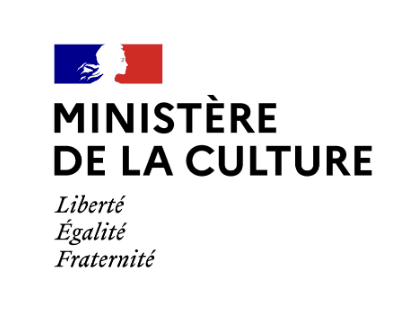 MINISTÈRE
DE LA CULTURE
Liberté
Égalité
Fraternité